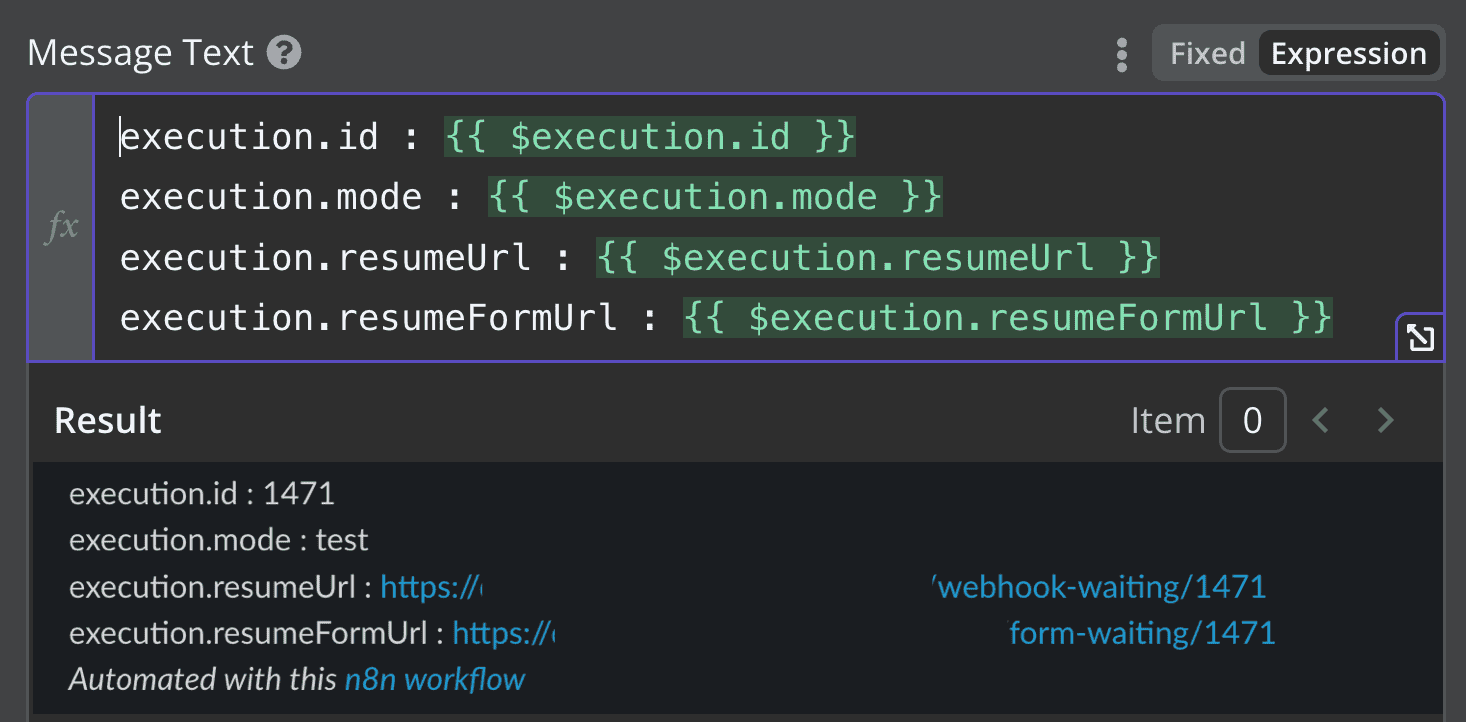 Message Text ? Fixed Expression
fx
execution.id : {{ $execution.id }}
execution.mode : {{ $execution.mode }}
execution.resumeUrl : {{ $execution.resumeUrl }}
execution.resumeFormUrl : {{ $execution.resumeFormUrl }}
Result Item 0
execution.id : 1471
execution.mode : test
execution.resumeUrl : https:// /webhook-waiting/1471
execution.resumeFormUrl : https:// form-waiting/1471
Automated with this n8n workflow